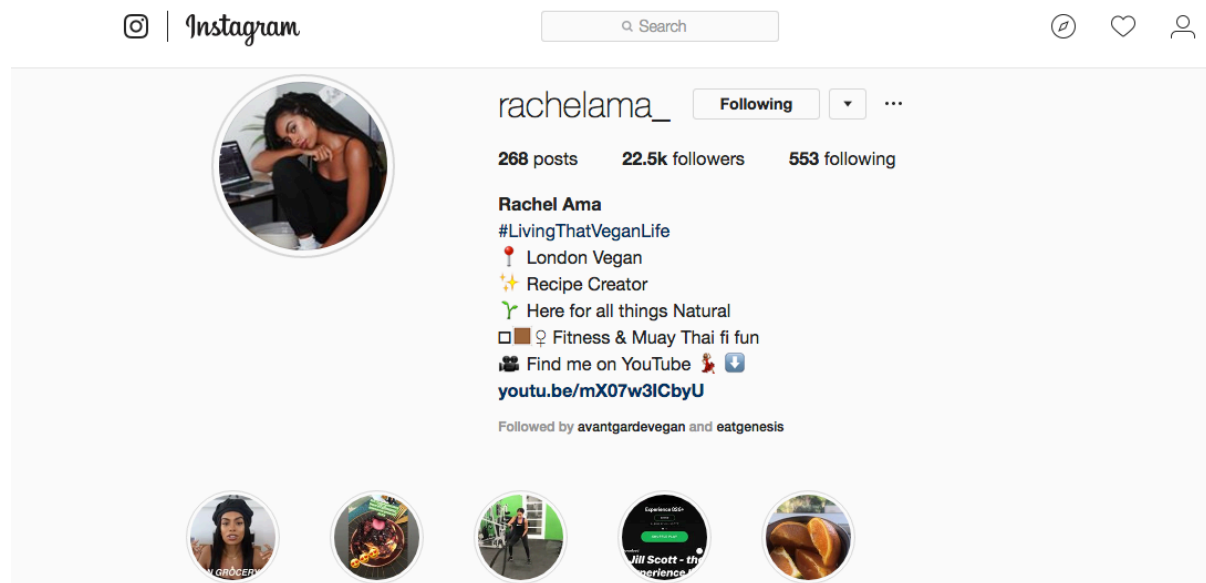 Instagram
Search
rachelama_ Following
268 posts 22.5k followers 553 following
Rachel Ama
#LivingThatVeganLife
London Vegan
Recipe Creator
Here for all things Natural
Fitness & Muay Thai fi fun
Find me on YouTube
youtu.be/mX07w3ICbyU
Followed by avantgardevegan and eatgenesis
GROCERY
Jill Scott - the